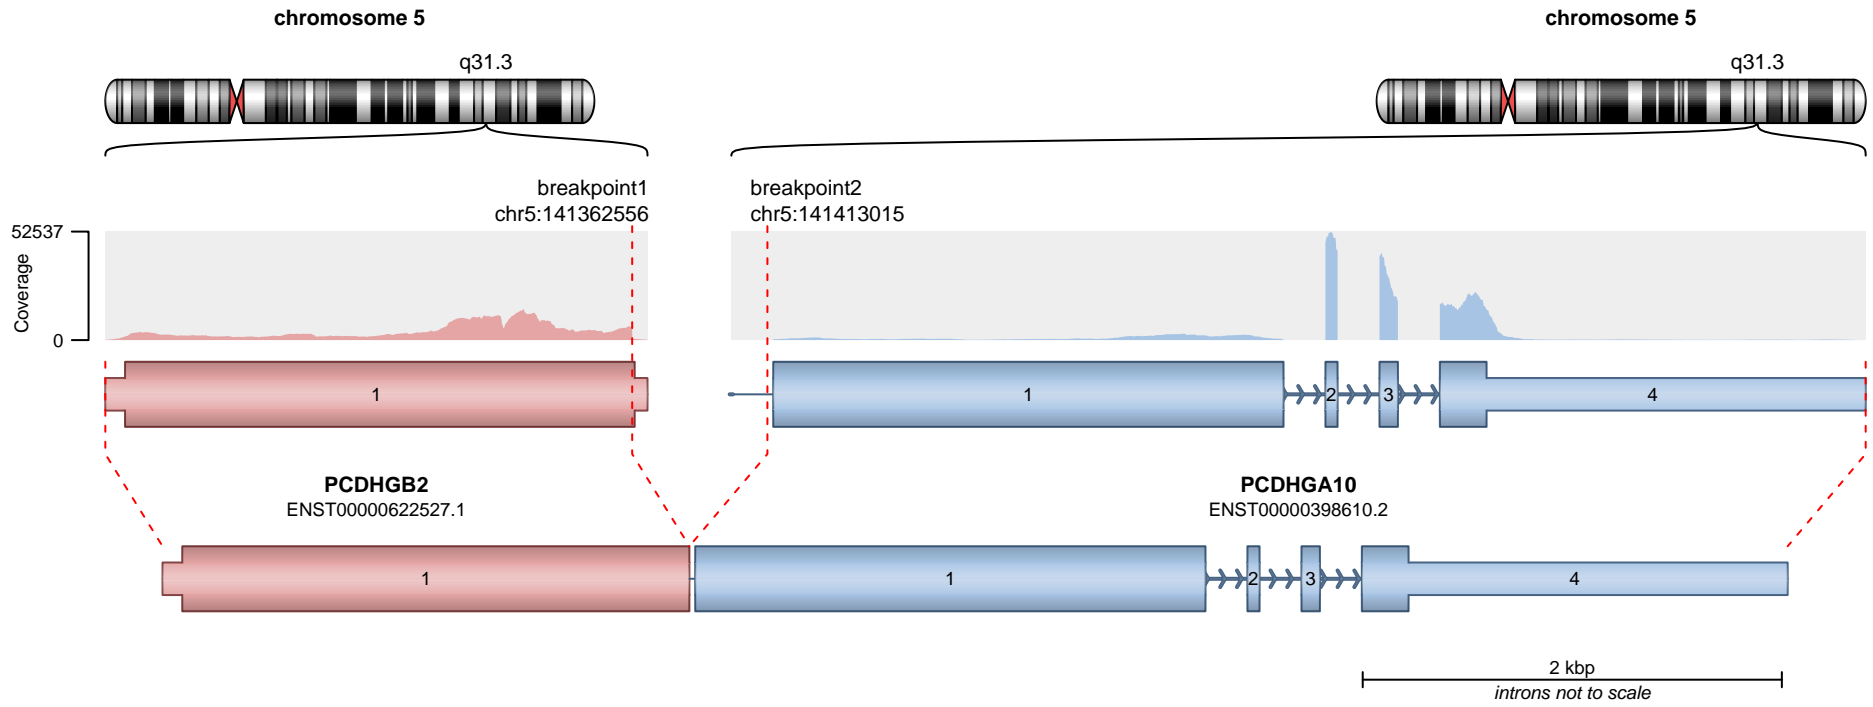 chromosome 5
chromosome 5
q31.3
q31.3
breakpoint1
chr5:141362556
breakpoint2
chr5:141413015
52537
Coverage
0
1
1
2
3
4
PCDHGB2
ENST00000622527.1
PCDHGA10
ENST00000398610.2
1
1
2
3
4
2 kbp
introns not to scale